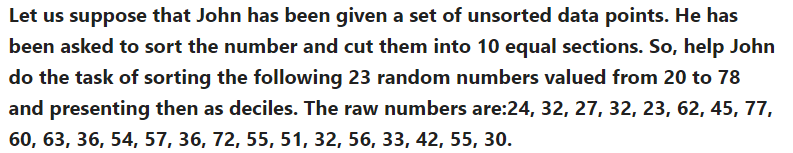 Let us suppose that John has been given a set of unsorted data points. He has
been asked to sort the number and cut them into 10 equal sections. So, help John
do the task of sorting the following 23 random numbers valued from 20 to 78
and presenting then as deciles. The raw numbers are:24, 32, 27, 32, 23, 62, 45, 77,
60, 63, 36, 54, 57, 36, 72, 55, 51, 32, 56, 33, 42, 55, 30.